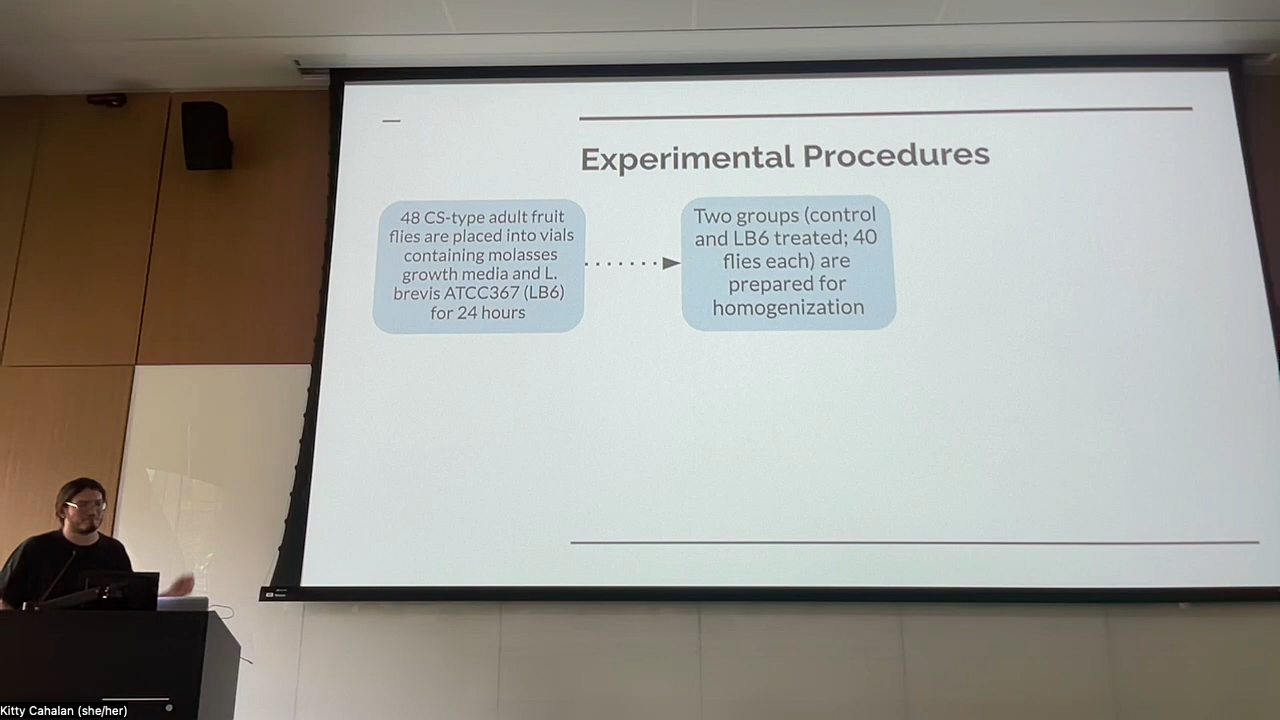 Experimental Procedures
48 CS-type adult fruit
flies are placed into vials
containing molasses
growth media and L.
brevis ATCC367 (LB6)
for 24 hours
Two groups (control
and LB6 treated; 40
flies each) are
prepared for
homogenization
Kitty Cahalan (she/her)